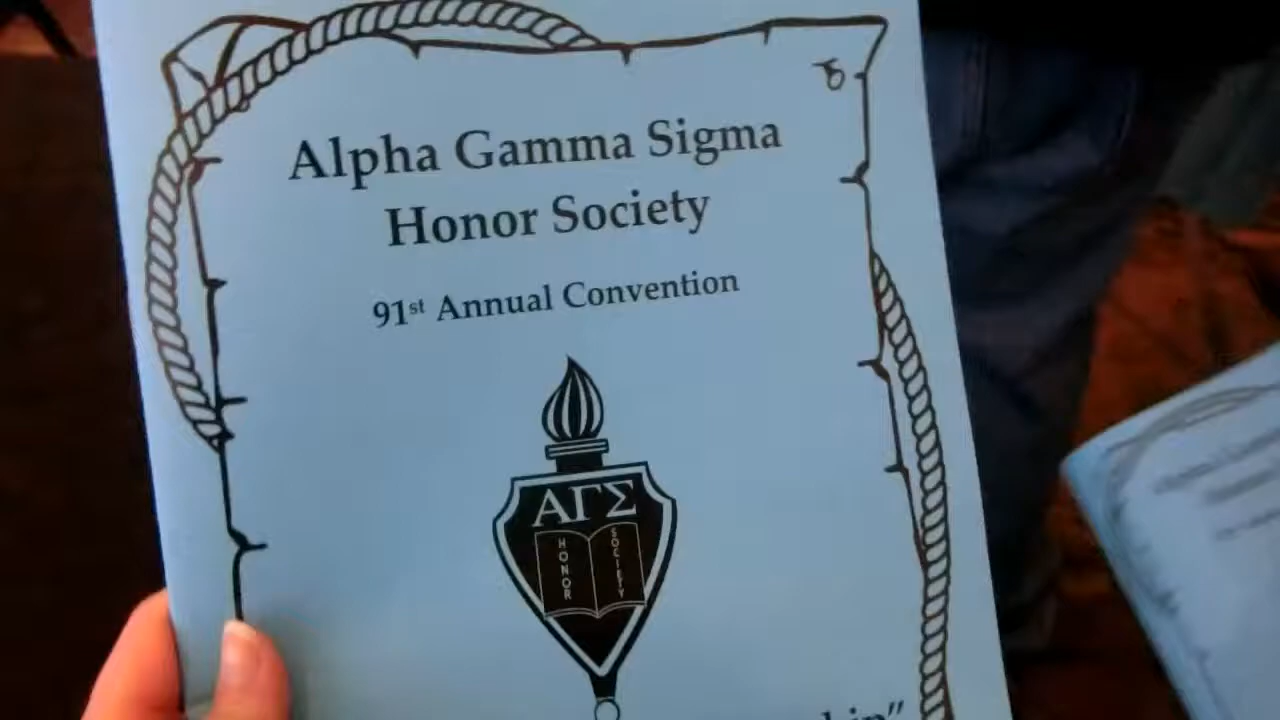 Alpha Gamma Sigma
Honor Society
91st Annual Convention
ΑΓΣ
HONOR
SOCIETY